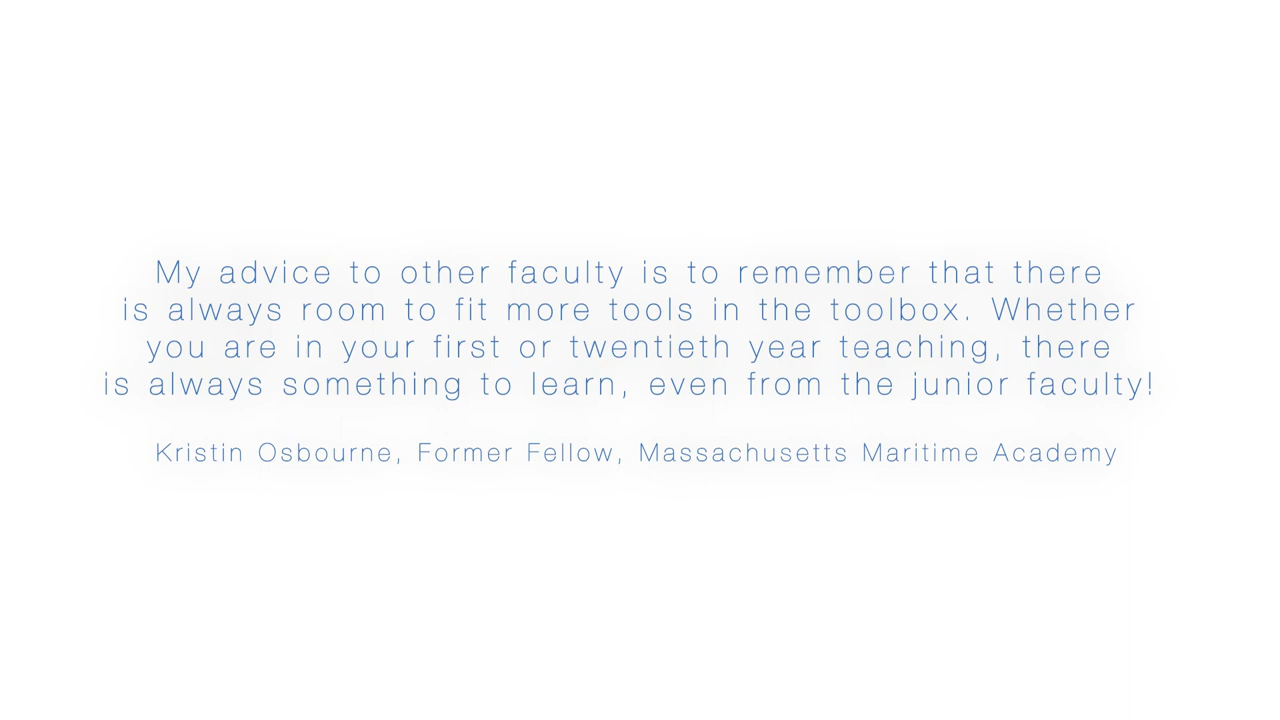 My advice to other faculty is to remember that there
is always room to fit more tools in the toolbox. Whether
you are in your first or twentieth year teaching, there
is always something to learn, even from the junior faculty!
Kristin Osbourne, Former Fellow, Massachusetts Maritime Academy